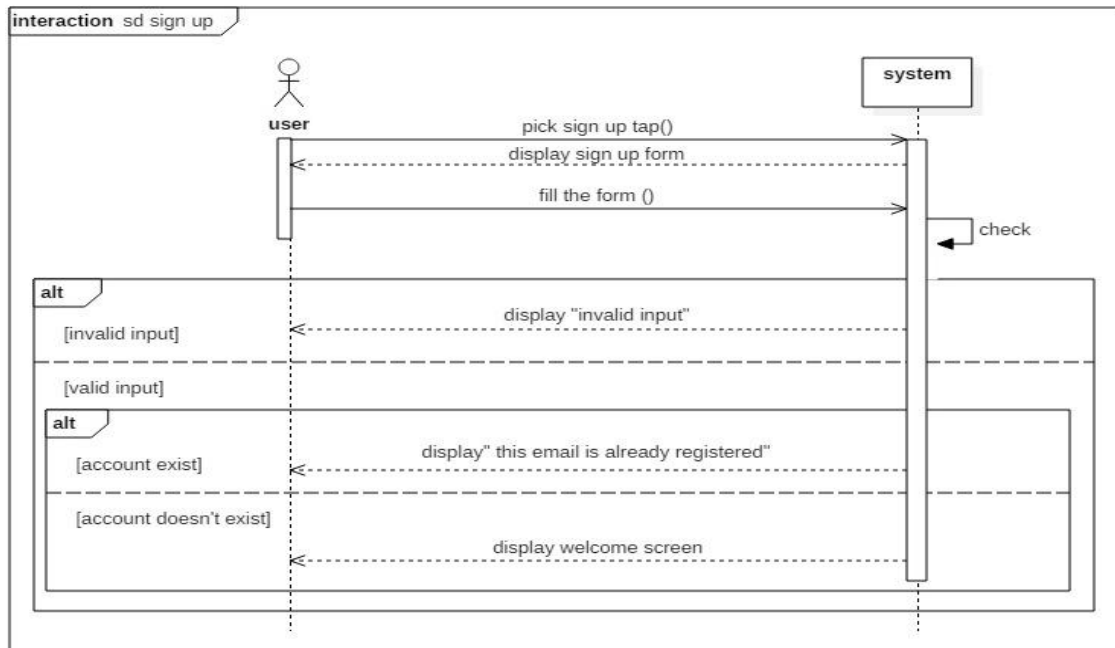 interaction sd sign up
system
user
pick sign up tap()
display sign up form
fill the form ()
check
alt
display "invalid input"
[invalid input]
[valid input]
alt
display" this email is already registered"
[account exist]
[account doesn't exist]
display welcome screen